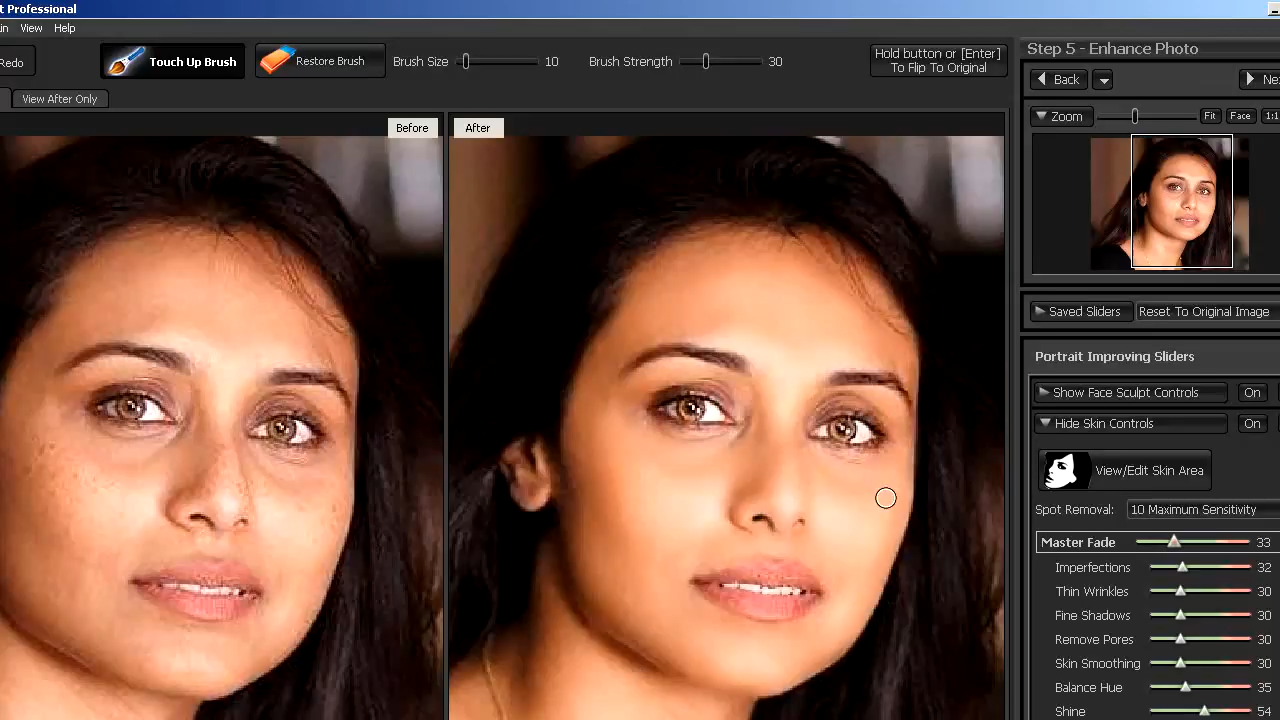 t Professional
in View Help
Redo
Touch Up Brush
Restore Brush
Brush Size 10
Brush Strength 30
Hold button or [Enter]
To Flip To Original
View After Only
Before
After
Step 5 - Enhance Photo
Back
Nex
Zoom
Fit
Face
1:1
Saved Sliders
Reset To Original Image
Portrait Improving Sliders
Show Face Sculpt Controls On
Hide Skin Controls On
View/Edit Skin Area
Spot Removal: 10 Maximum Sensitivity
Master Fade 33
Imperfections 32
Thin Wrinkles 30
Fine Shadows 30
Remove Pores 30
Skin Smoothing 30
Balance Hue 35
Shine 54